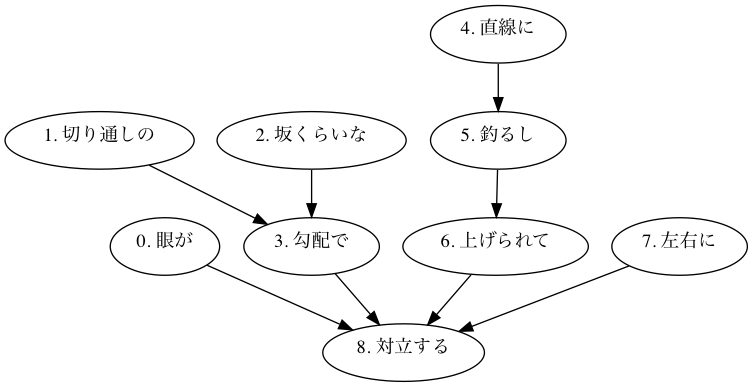 4. 直線に
1. 切り通しの
2. 坂くらいな
5. 釣るし
0. 眼が
3. 勾配で
6. 上げられて
7. 左右に
8. 対立する